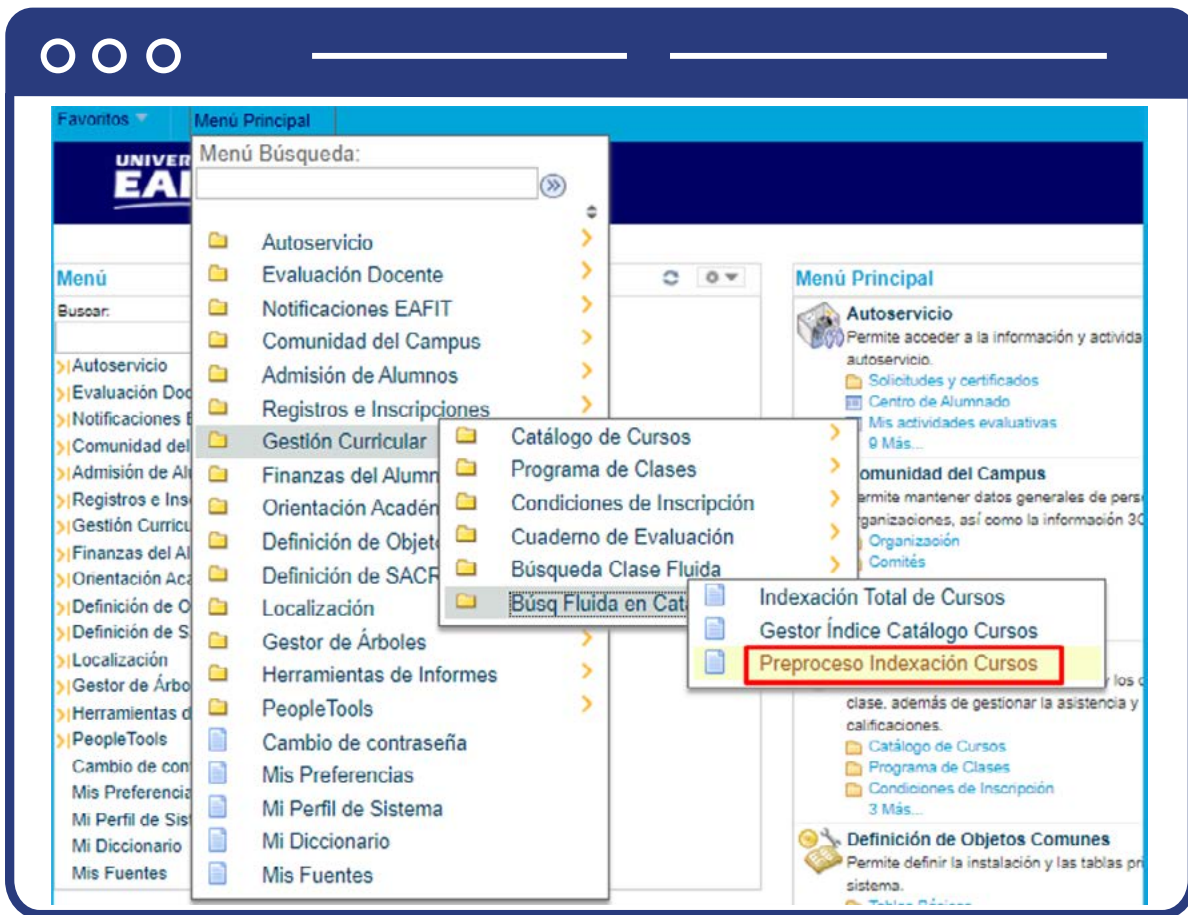 Favoritos
Menú Principal
UNIVER
EAI
Menú Búsqueda:
Autoservicio
Evaluación Docente
Notificaciones EAFIT
Comunidad del Campus
Admisión de Alumnos
Registros e Inscripciones
Gestión Curricular
Finanzas del Alumn
Orientación Académ
Definición de Objeto
Definición de SACR
Localización
Gestor de Árboles
Herramientas de Informes
PeopleTools
Cambio de contraseña
Mis Preferencias
Mi Perfil de Sistema
Mi Diccionario
Mis Fuentes
Catálogo de Cursos
Programa de Clases
Condiciones de Inscripción
Cuaderno de Evaluación
Búsqueda Clase Fluida
Búsq Fluida en Cat
Indexación Total de Cursos
Gestor Índice Catálogo Cursos
Preproceso Indexación Cursos
Menú
Buscar:
Autoservicio
Evaluación Doc
Notificaciones E
Comunidad del
Admisión de Al
Registros e Ins
Gestión Curricu
Finanzas del Al
Orientación Aca
Definición de O
Definición de S
Localización
Gestor de Árbo
Herramientas d
PeopleTools
Cambio de con
Mis Preferencia
Mi Perfil de Sis
Mi Diccionario
Mis Fuentes
Menú Principal
Autoservicio
Permite acceder a la información y activida
autoservicio.
Solicitudes y certificados
Centro de Alumnado
Mis actividades evaluativas
9 Más...
omunidad del Campus
ermite mantener datos generales de pers
rganizaciones, así como la información 3C
Organización
Comités
y los c
clase, además de gestionar la asistencia y
calificaciones.
Catálogo de Cursos
Programa de Clases
Condiciones de Inscripción
3 Más...
Definición de Objetos Comunes
Permite definir la instalación y las tablas pri
sistema.
Tablas Básicas